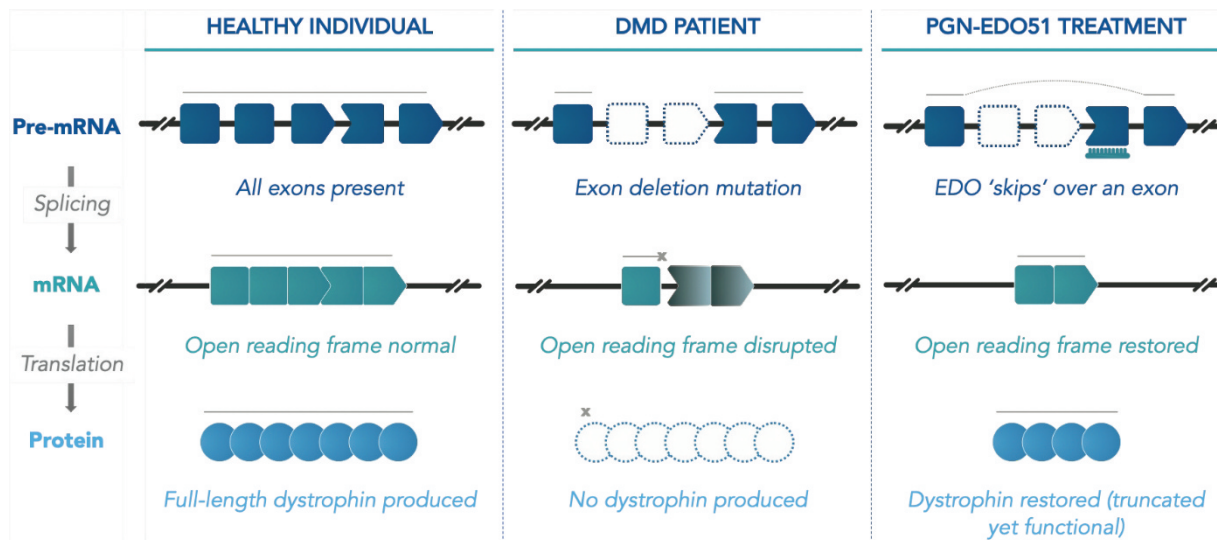 HEALTHY INDIVIDUAL
DMD PATIENT
PGN-EDO51 TREATMENT
Pre-mRNA
All exons present
Exon deletion mutation
EDO ‘skips’ over an exon
Splicing
mRNA
x
Open reading frame normal
Open reading frame disrupted
Open reading frame restored
Translation
Protein
x
Full-length dystrophin produced
No dystrophin produced
Dystrophin restored (truncated
yet functional)